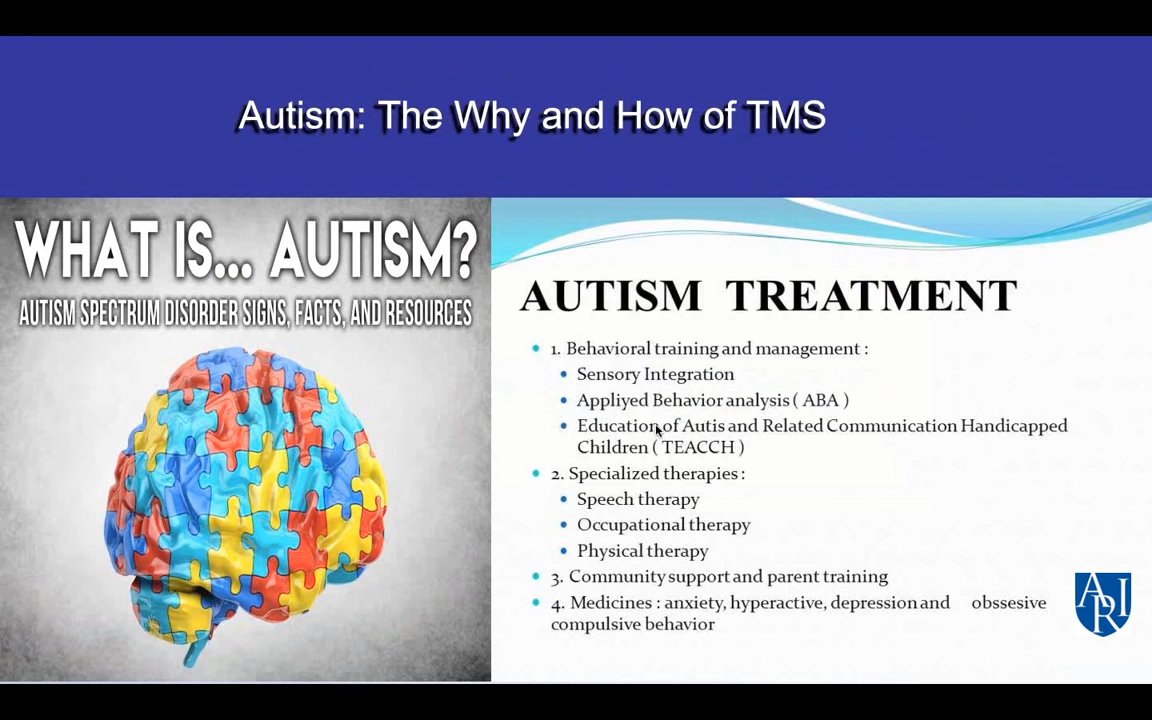 Autism: The Why and How of TMS
WHAT IS... AUTISM?
AUTISM SPECTRUM DISORDER SIGNS, FACTS, AND RESOURCES
AUTISM TREATMENT
1. Behavioral training and management :
Sensory Integration
Appliyed Behavior analysis ( ABA )
Education of Autis and Related Communication Handicapped
Children ( TEACCH )
2. Specialized therapies :
Speech therapy
Occupational therapy
Physical therapy
3. Community support and parent training
4. Medicines : anxiety, hyperactive, depression and obssesive
compulsive behavior
ARI